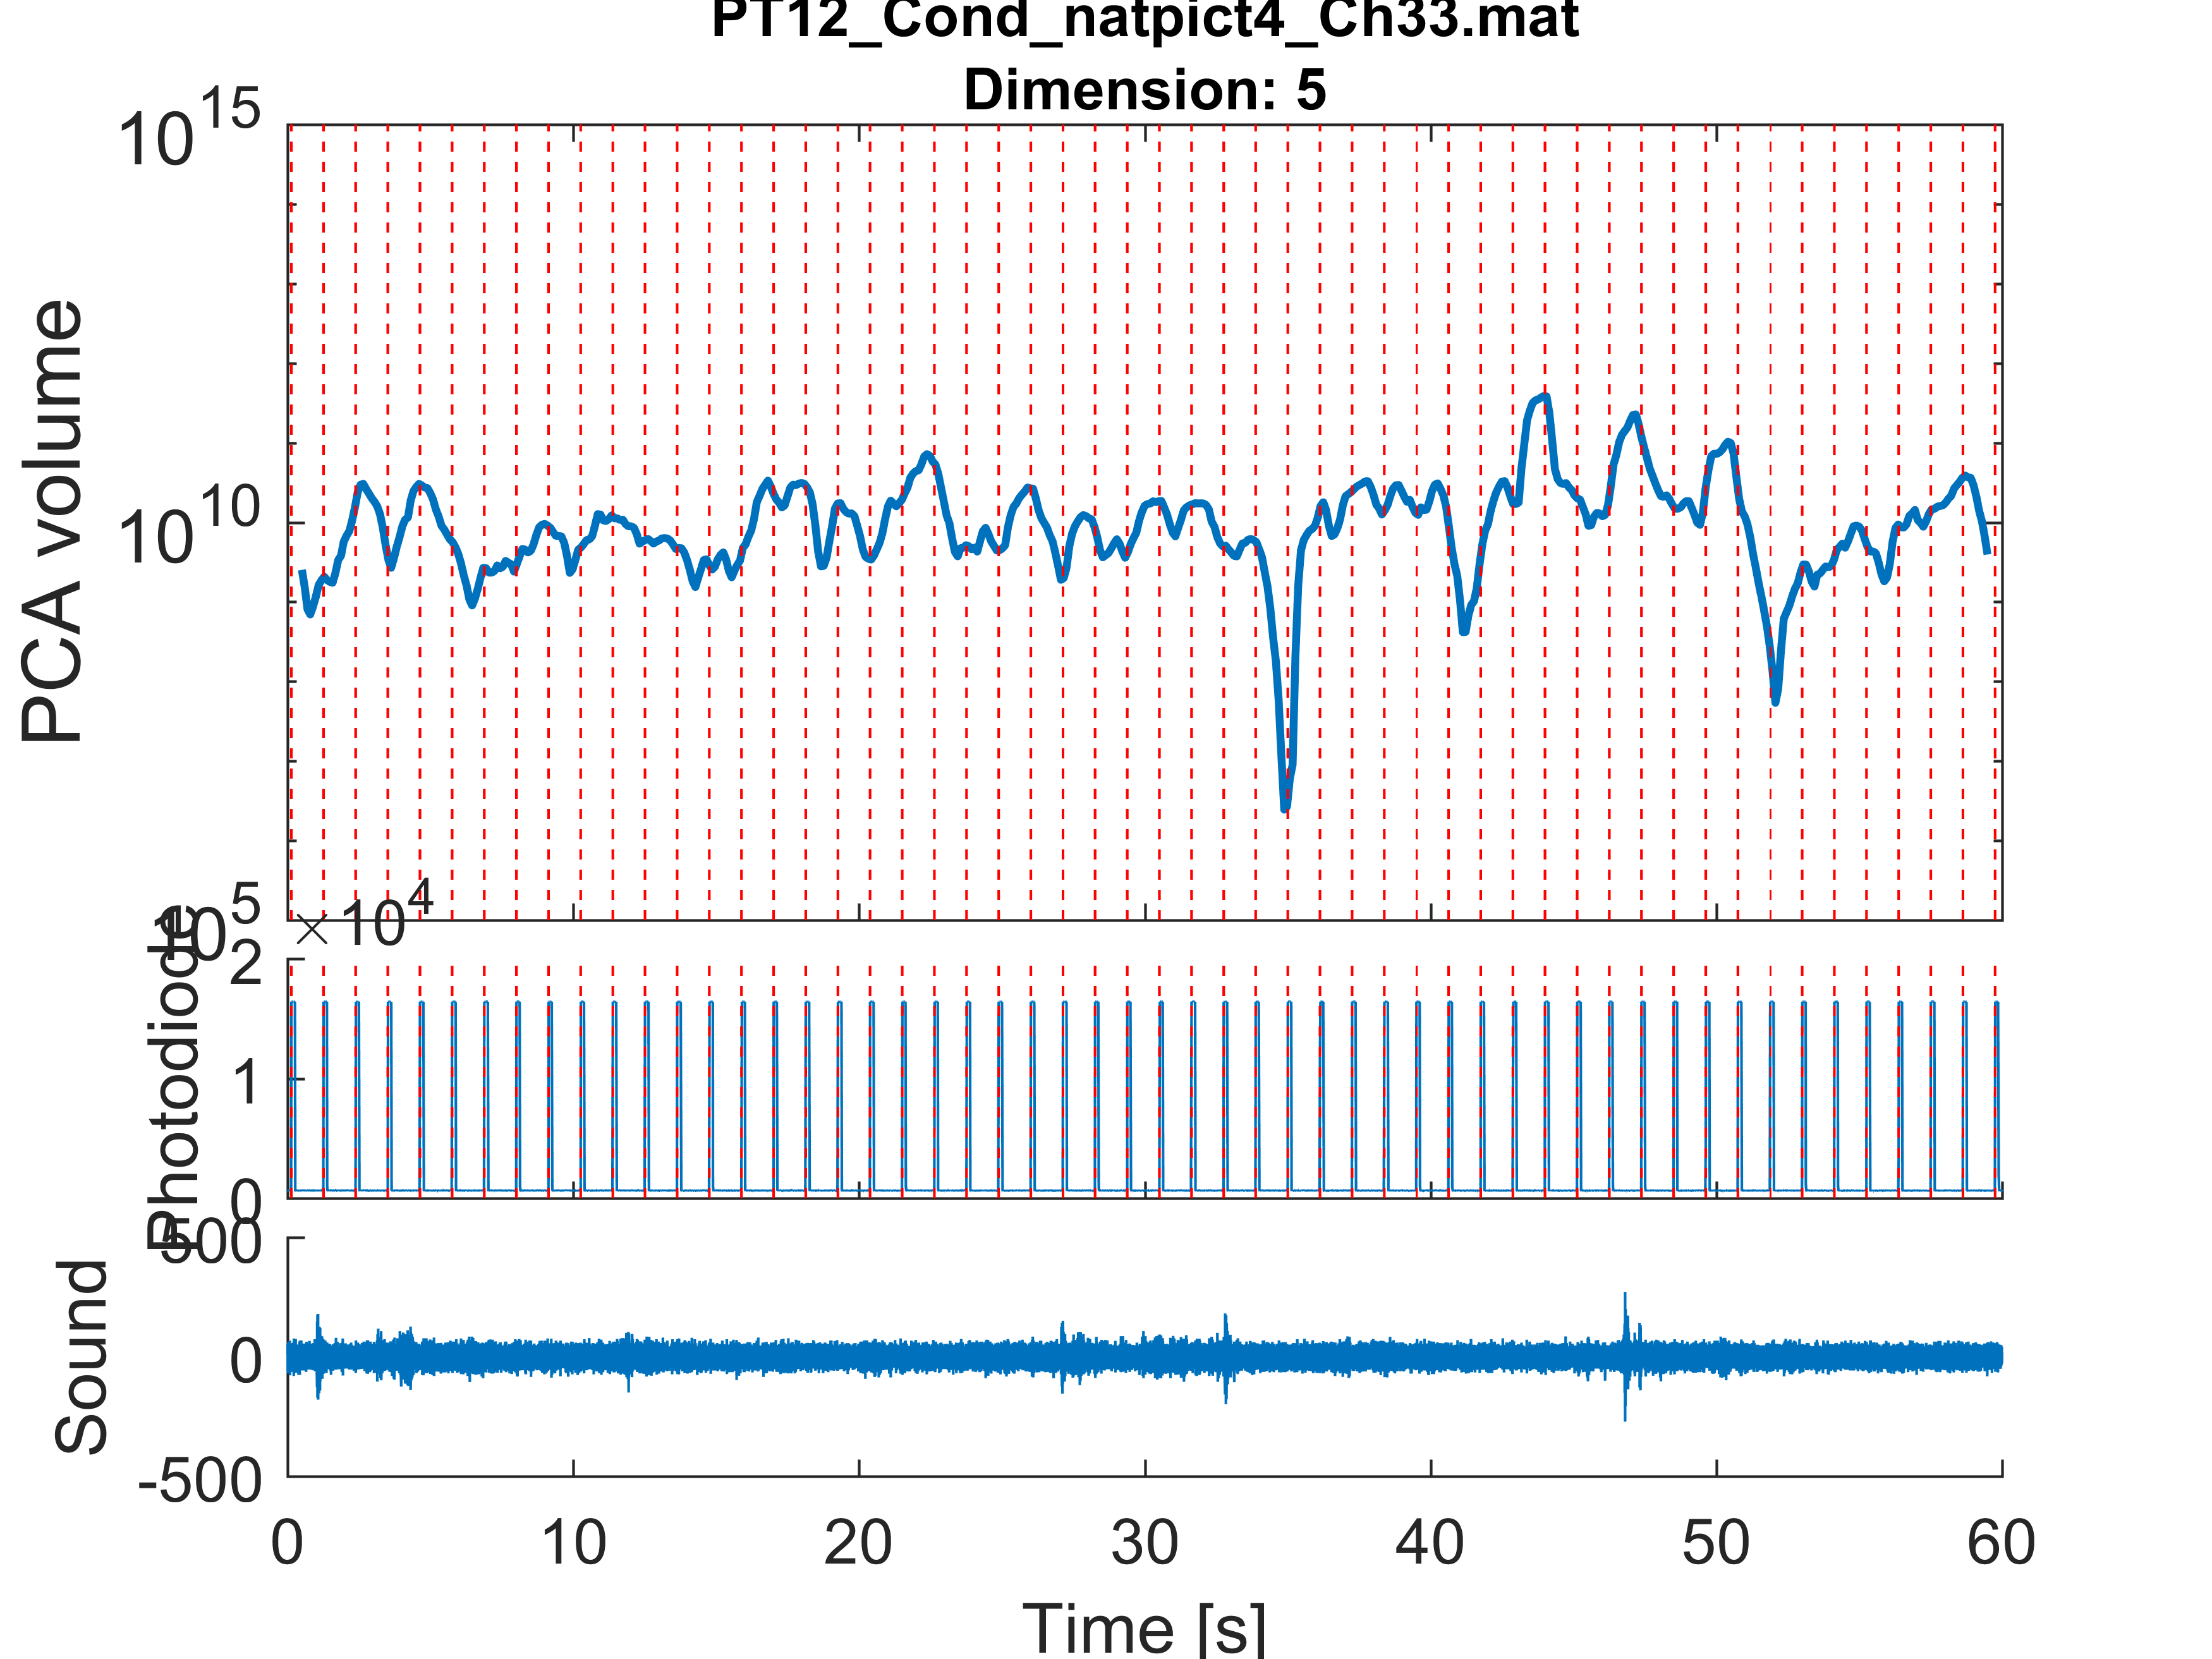 PT12_Cond_natpict4_Ch33.mat
Dimension: 5
10^15
10^10
10^5
PCA volume
× 10^4
2
1
0
Photodiode
500
0
-500
Sound
0 10 20 30 40 50 60
Time [s]